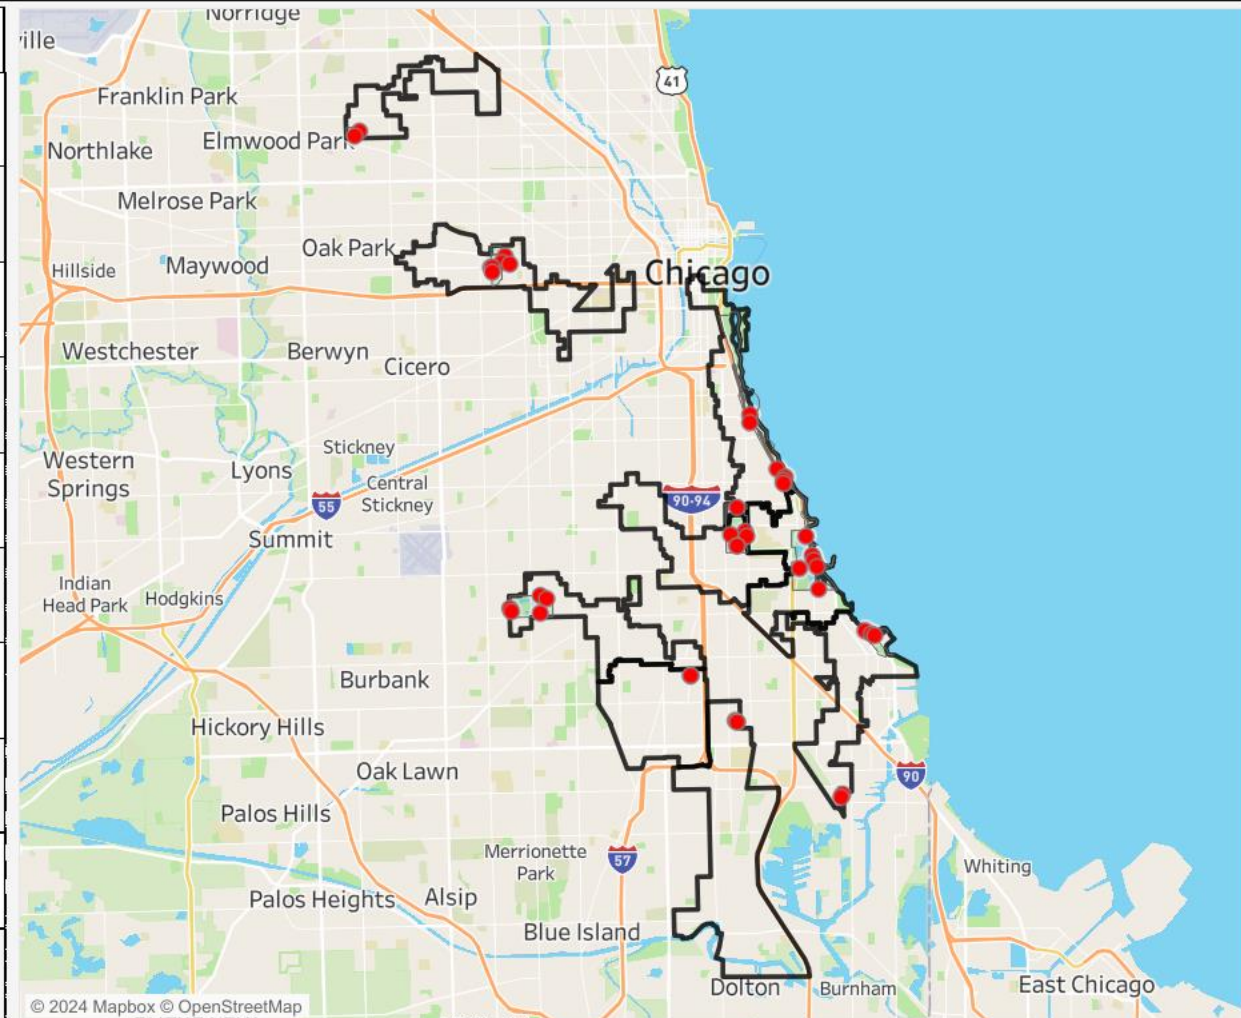 Norridge
ville
41
Franklin Park
Elmwood Park
Northlake
Melrose Park
Oak Park
Hillside
Maywood
Chicago
Westchester
Berwyn
Cicero
Stickney
Western
Springs
Lyons
Central
Stickney
90-94
55
Summit
Indian
Head Park
Hodgkins
Burbank
Hickory Hills
Oak Lawn
90
Palos Hills
Merrionette
Park
57
Whiting
Palos Heights
Alsip
Blue Island
Dolton
Burnham
East Chicago
© 2024 Mapbox © OpenStreetMap